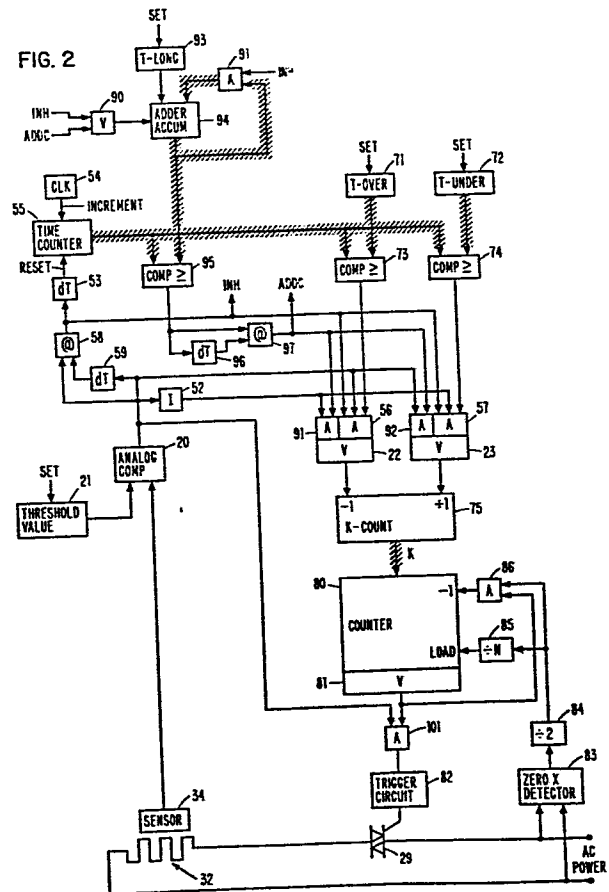 FIG. 2
SET
93
T-LONG
91
A
90
INH
V
ADDC
ADDER
ACCUM
94
SET
71
T-OVER
SET
72
T-UNDER
54
CLK
INCREMENT
55
TIME
COUNTER
RESET
53
dT
COMP ≥
95
COMP ≥
73
COMP ≥
74
INH
ADDC
@
58
@
97
dT
96
59
dT
I
52
56
57
91
A A
V
22
92
A A
V
23
20
ANALOG
COMP
SET
21
THRESHOLD
VALUE
-1 +1
K-COUNT
75
K
80
COUNTER
-1
A
86
85
÷N
LOAD
81
V
84
÷2
A
101
TRIGGER
CIRCUIT
82
83
ZERO X
DETECTOR
34
SENSOR
32
29
AC
POWER